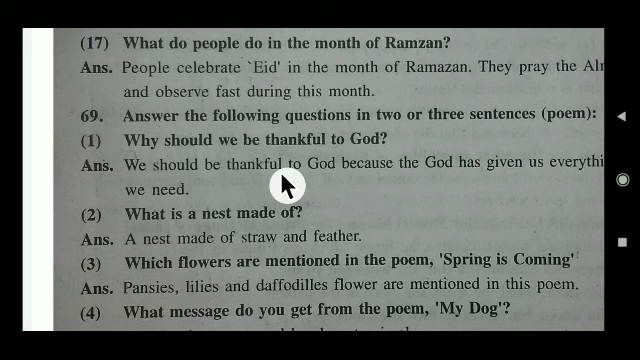 (17) What do people do in the month of Ramzan?
Ans. People celebrate `Eid' in the month of Ramazan. They pray the
and observe fast during this month.
69. Answer the following questions in two or three sentences (poem):
(1) Why should we be thankful to God?
Ans. We should be thankful to God because the God has given us
we need.
(2) What is a nest made of?
Ans. A nest made of straw and feather.
(3) Which flowers are mentioned in the poem, 'Spring is Coming'
Ans. Pansies, lilies and daffodilles flower are mentioned in this poem.
(4) What message do you get from the poem, 'My Dog'?